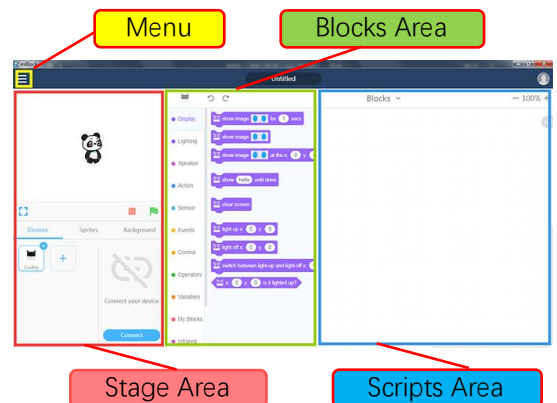 Menu
Blocks Area
mBlock
Untitled
Blocks
100%
Display
Lighting
Speaker
Action
Sensor
Events
Control
Operators
Variables
My Blocks
Infrared
show image for 1 secs
show image
show image at the x: 0 y:
show hello until done
clear screen
light up x: 0 y: 0
light off x: 0 y: 0
switch between light-up and light-off x:
x: 0 y: 0 is it lighted up?
Devices Sprites Background
Codey
+
Connect your device
Connect
Stage Area
Scripts Area